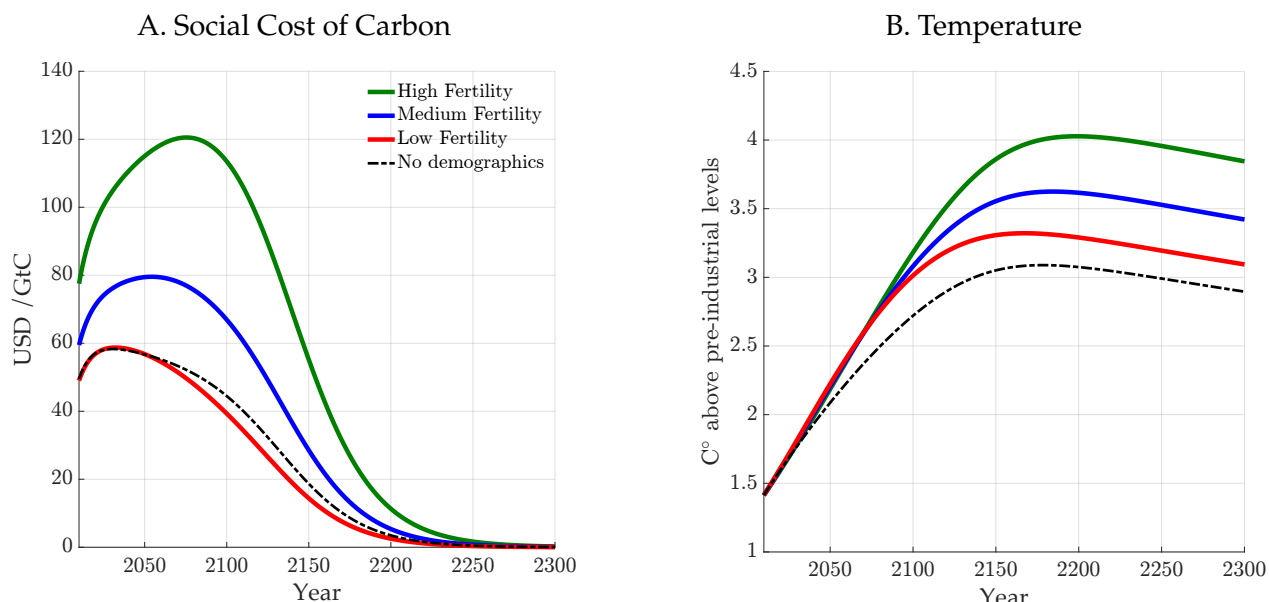 A. Social Cost of Carbon
140
120
100
80
60
40
20
0
USD /GtC
High Fertility
Medium Fertility
Low Fertility
No demographics
2050 2100 2150 2200 2250 2300
Year
B. Temperature
4.5
4
3.5
3
2.5
2
1.5
1
C° above pre-industrial levels
2050 2100 2150 2200 2250 2300
Year